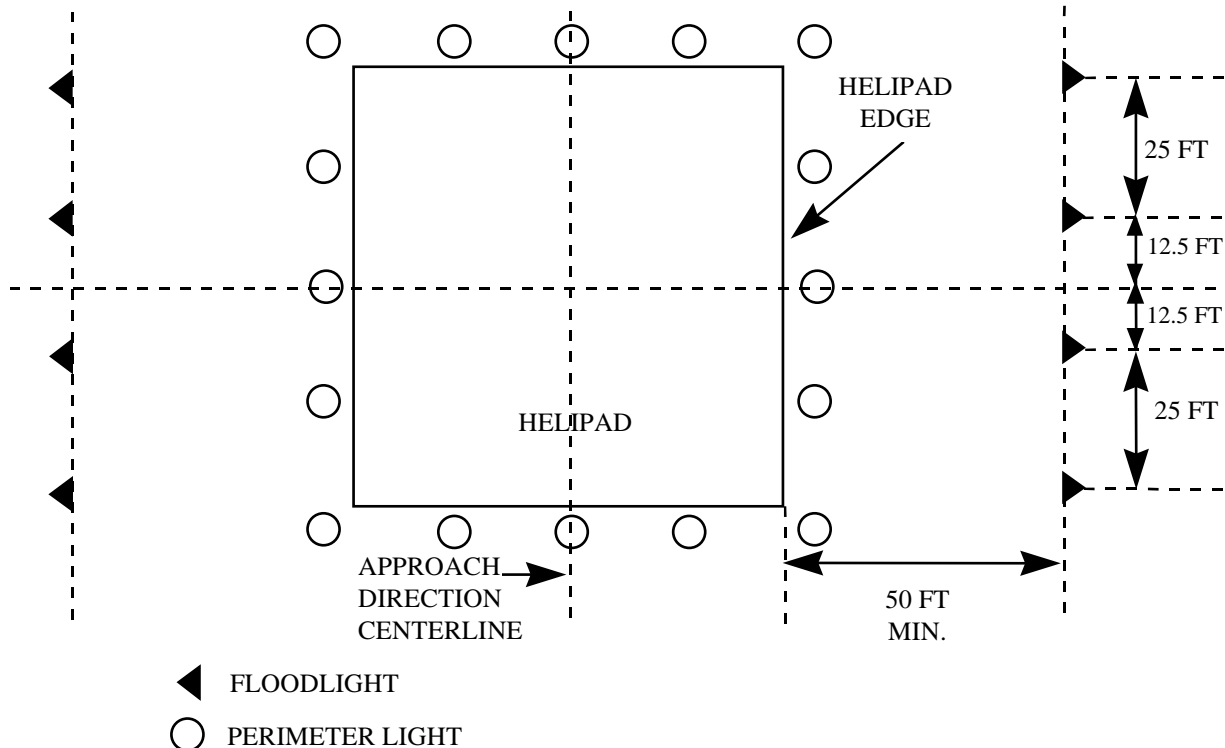 HELIPAD
EDGE
25 FT
12.5 FT
12.5 FT
25 FT
HELIPAD
APPROACH
DIRECTION
CENTERLINE
50 FT
MIN.
FLOODLIGHT
PERIMETER LIGHT